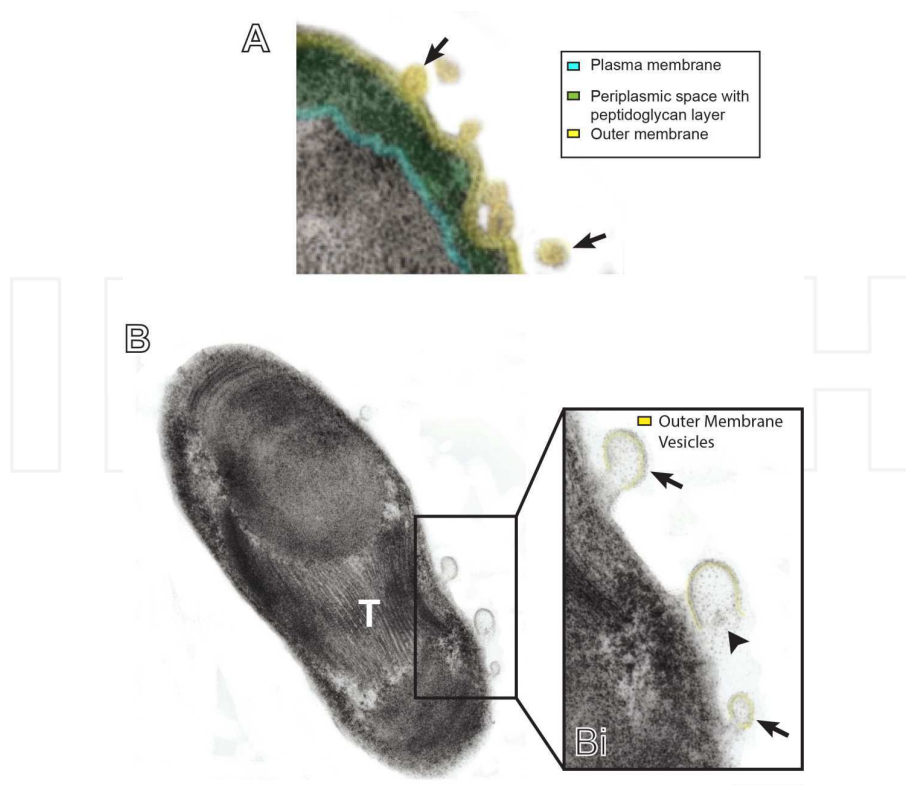 A
Plasma membrane
Periplasmic space with
peptidoglycan layer
Outer membrane
B
Outer Membrane
Vesicles
T
Bi